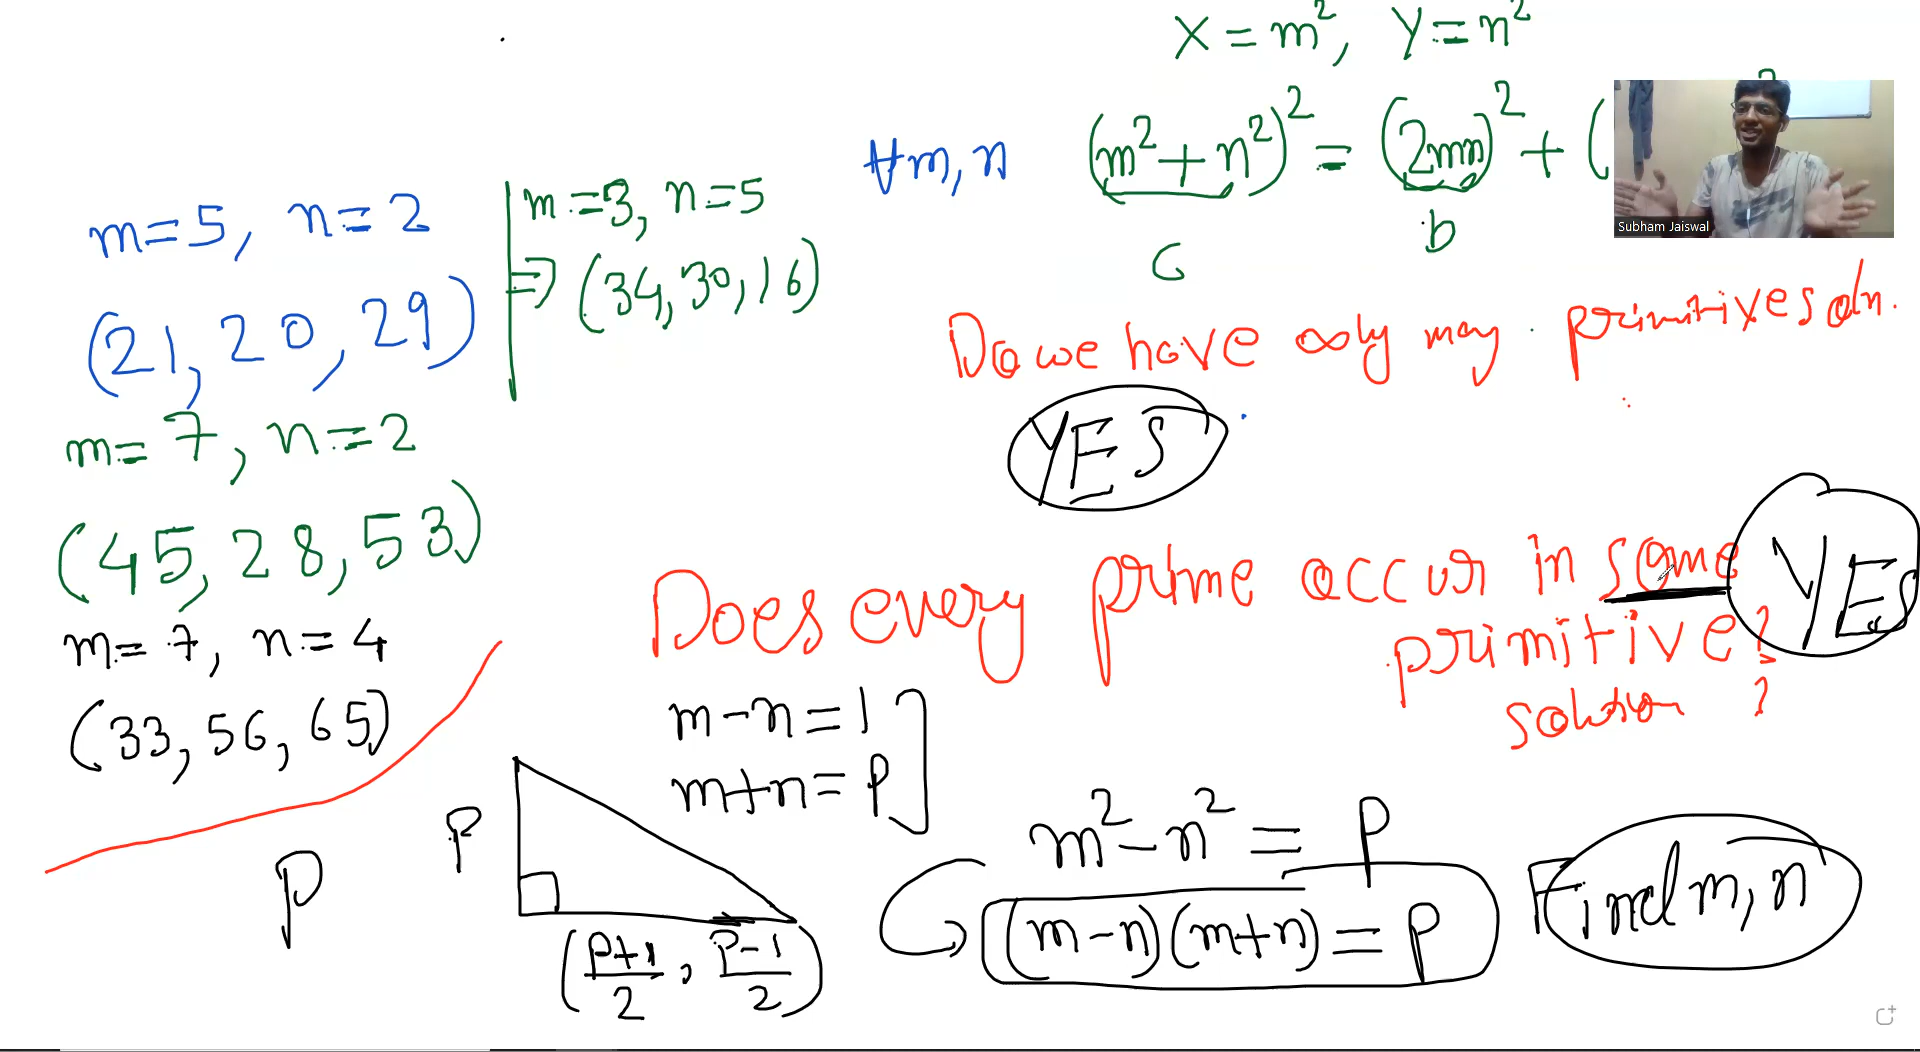 X = m², Y = n²
∀m, n (m² + n²)² = (2mn)² + (
c b
Subham Jaiswal
m = 5, n = 2
(21, 20, 29)
m = 3, n = 5
⇒ (34, 30, 16)
Do we have ∞ly many primitive soln.
YES
m = 7, n = 2
(45, 28, 53)
Does every prime occur in some
primitive?
solution ?
YES
m = 7, n = 4
(33, 56, 65)
m - n = 1
m + n = P
P
P
(P+1/2, P-1/2)
m² - n² = P
(m - n)(m + n) = P
Find m, n